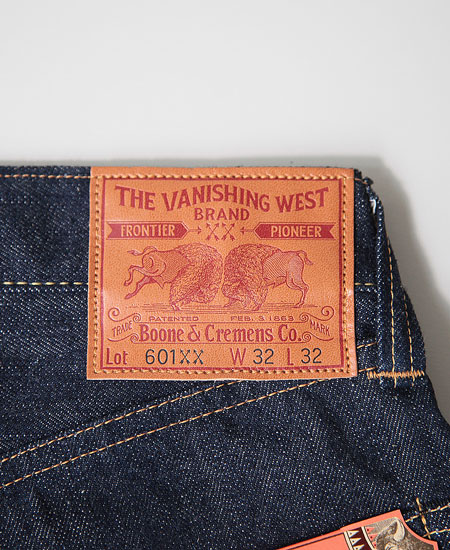 THE VANISHING WEST
BRAND
FRONTIER XX PIONEER
PATENTED FEB. 3 1863
TRADE MARK
Boone & Cremens Co.
Lot 601XX W 32 L 32